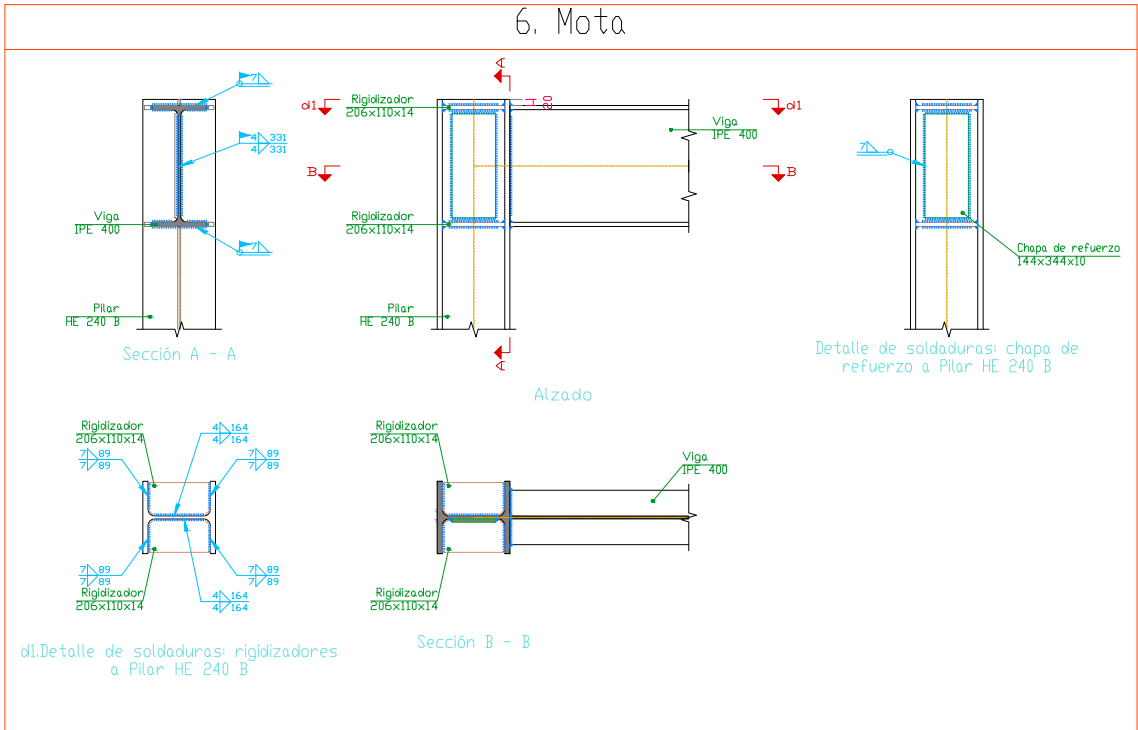 6. Mota
7
4 331
4 331
Viga
IPE 400
7
Pilar
HE 240 B
Sección A - A
A
20
d1
d1
Rigidizador
206x110x14
Viga
IPE 400
B
B
Rigidizador
206x110x14
Pilar
HE 240 B
A
Alzado
7
Chapa de refuerzo
144x344x10
Detalle de soldaduras: chapa de
refuerzo a Pilar HE 240 B
Rigidizador
206x110x14
4 164
4 164
7 89
7 89
7 89
7 89
7 89
7 89
7 89
7 89
Rigidizador
206x110x14
4 164
4 164
d1.Detalle de soldaduras: rigidizadores
a Pilar HE 240 B
Rigidizador
206x110x14
Viga
IPE 400
Rigidizador
206x110x14
Sección B - B